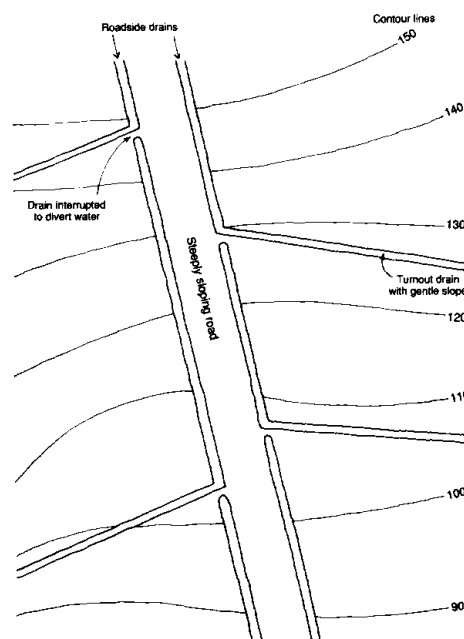 Roadside drains
Contour lines
150
140
Drain interrupted
to divert water
130
Steeply sloping road
Turnout drain
with gentle slope
120
110
100
90